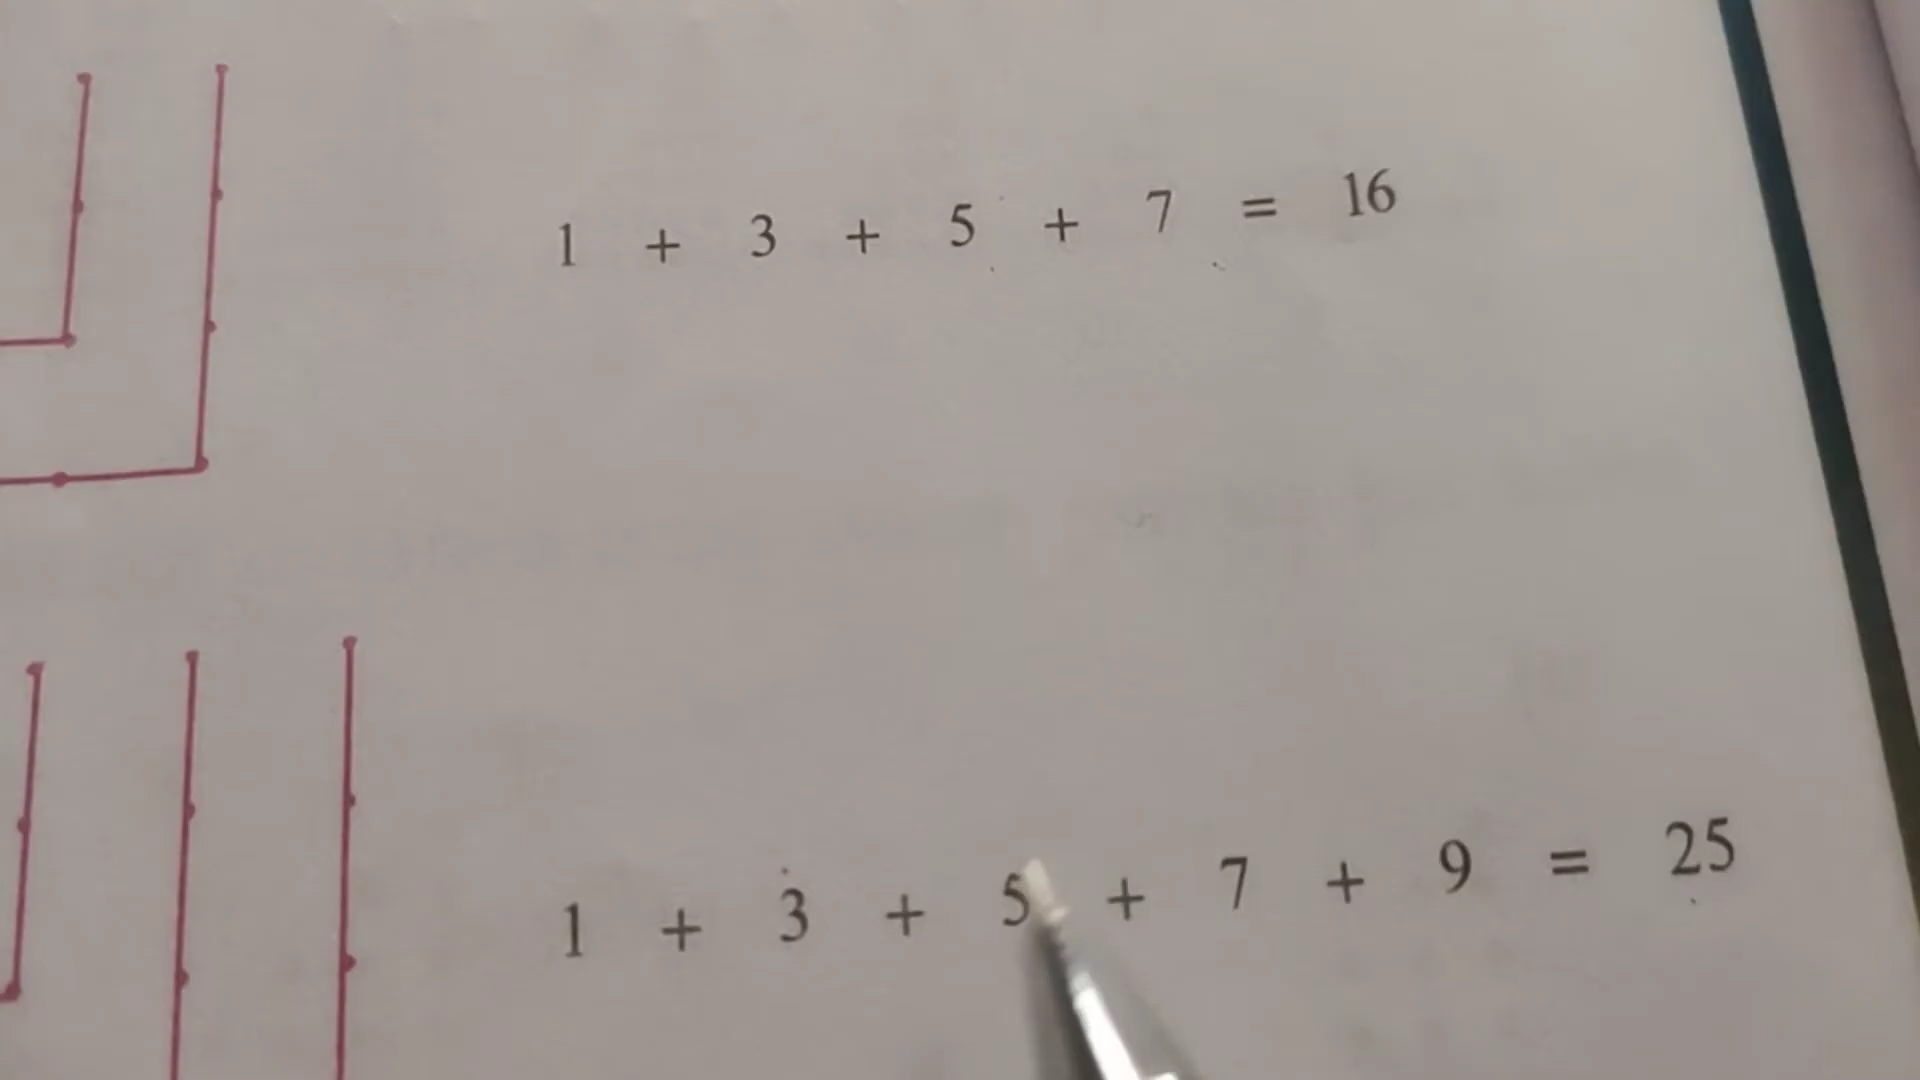 1 + 3 + 5 + 7 = 16
1 + 3 + 5 + 7 + 9 = 25